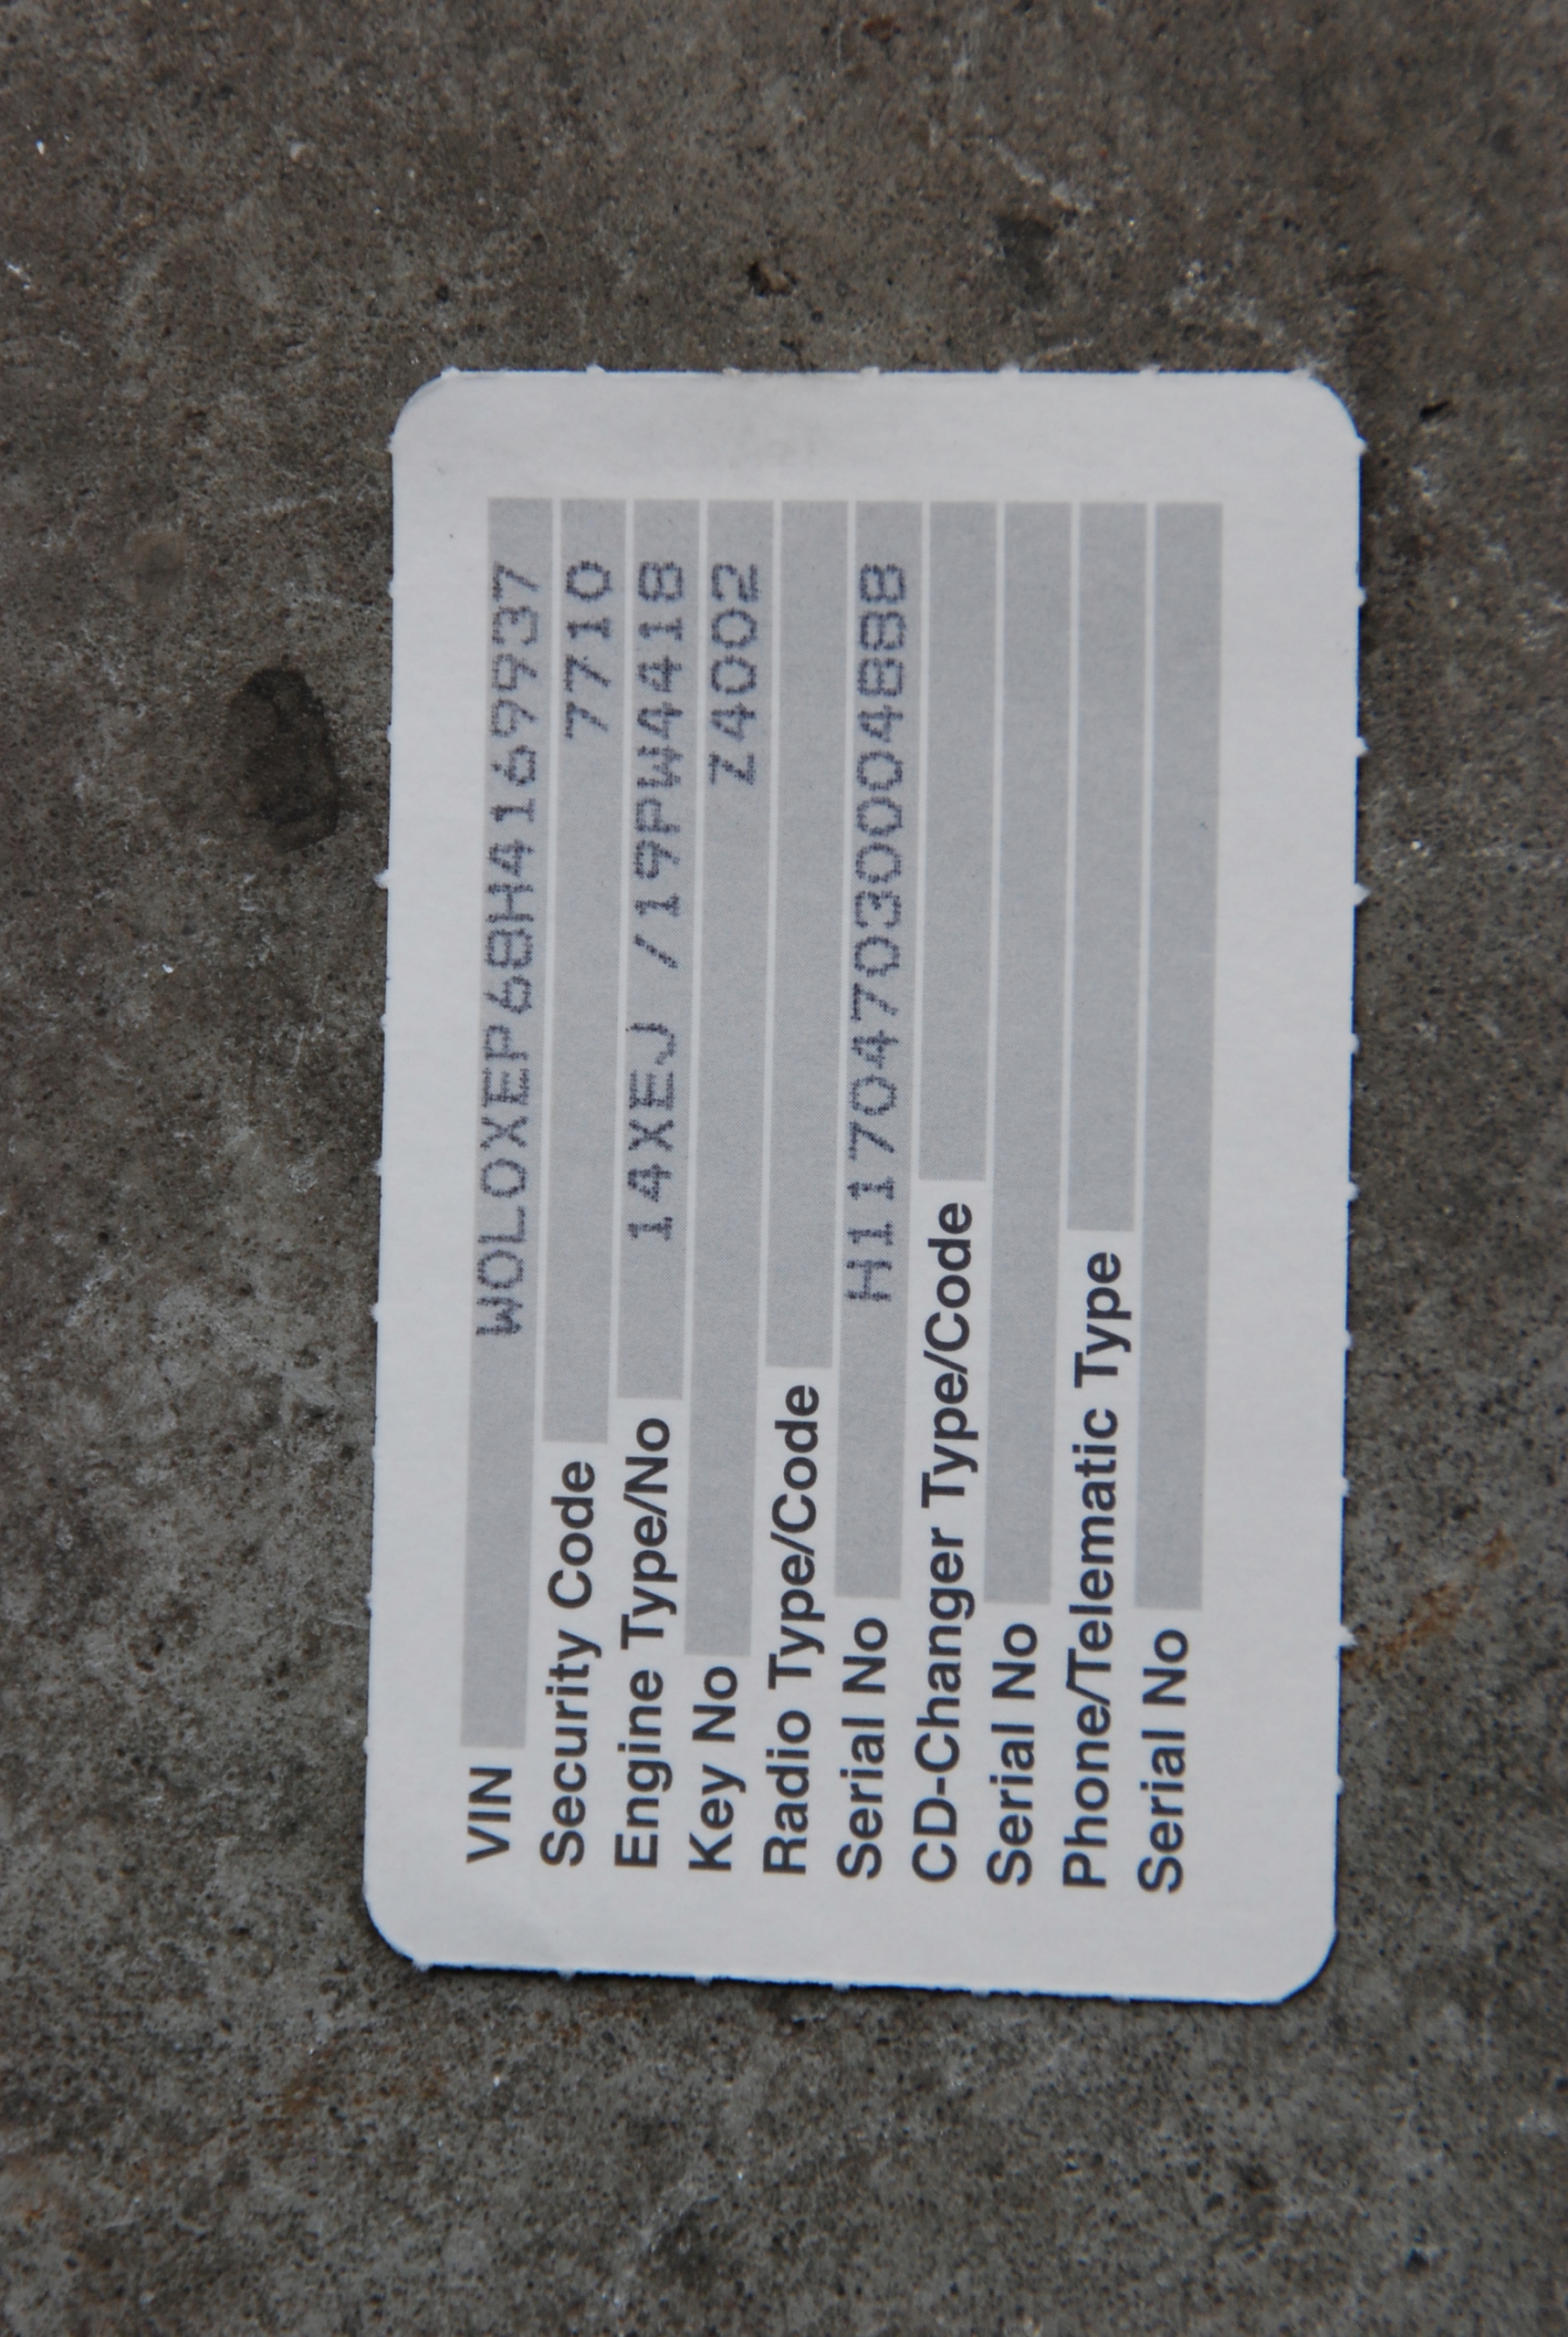 VIN W0L0XEP68H4169937
Security Code 7710
Engine Type/No 14XEJ /19PW4418
Key No Z4002
Radio Type/Code
Serial No H11704703004888
CD-Changer Type/Code
Serial No
Phone/Telematic Type
Serial No